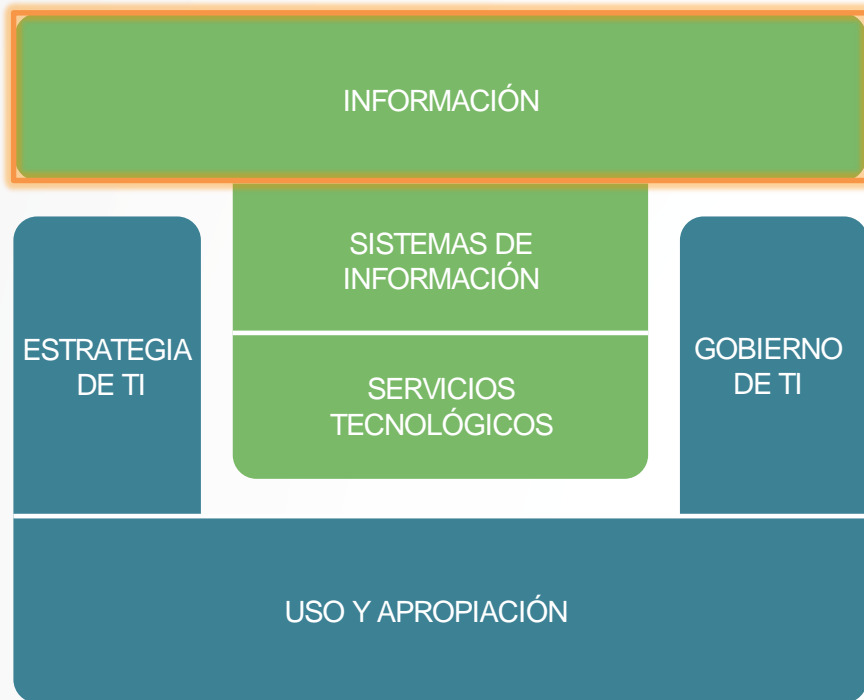 INFORMACIÓN
SISTEMAS DE
INFORMACIÓN
ESTRATEGIA
DE TI
SERVICIOS
TECNOLÓGICOS
GOBIERNO
DE TI
USO Y APROPIACIÓN